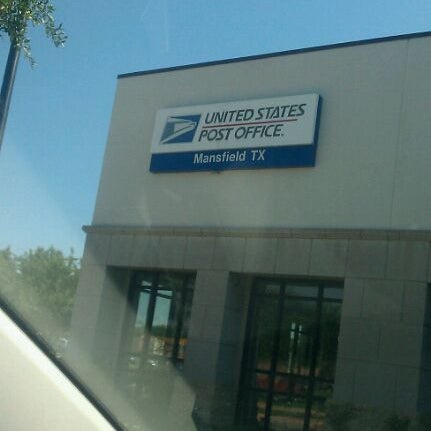 UNITED STATES
POST OFFICE.
Mansfield TX